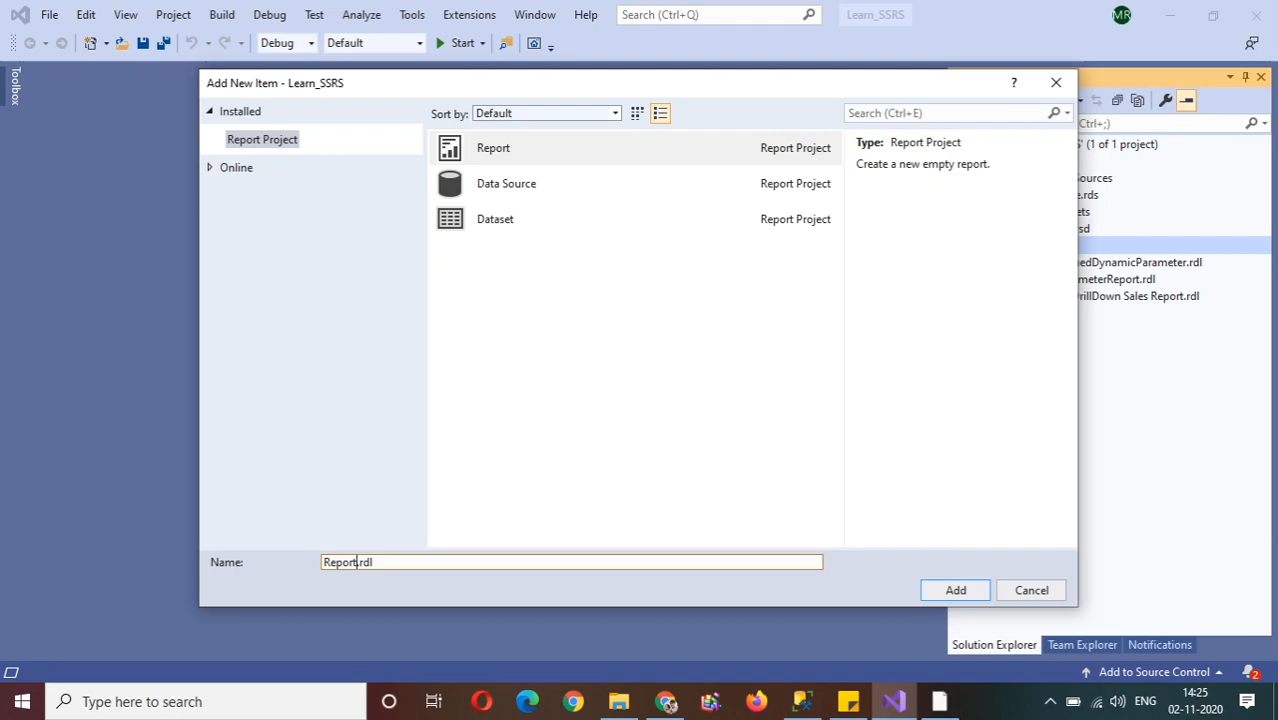 File Edit View Project Build Debug Test Analyze Tools Extensions Window Help Search (Ctrl+Q) Learn_SSRS MR
Debug Default Start
Toolbox
Add New Item - Learn_SSRS ?
Installed
Report Project
Online
Sort by: Default
Report Report Project
Data Source Report Project
Dataset Report Project
Search (Ctrl+E)
Type: Report Project
Create a new empty report.
Ctrl+;)
S' (1 of 1 project)
Sources
e.rds
ets
rsd
edDynamicParameter.rdl
meterReport.rdl
DrillDown Sales Report.rdl
Name: Report.rdl
Add Cancel
Solution Explorer Team Explorer Notifications
Add to Source Control 2
Type here to search
ENG
14:25
02-11-2020
2